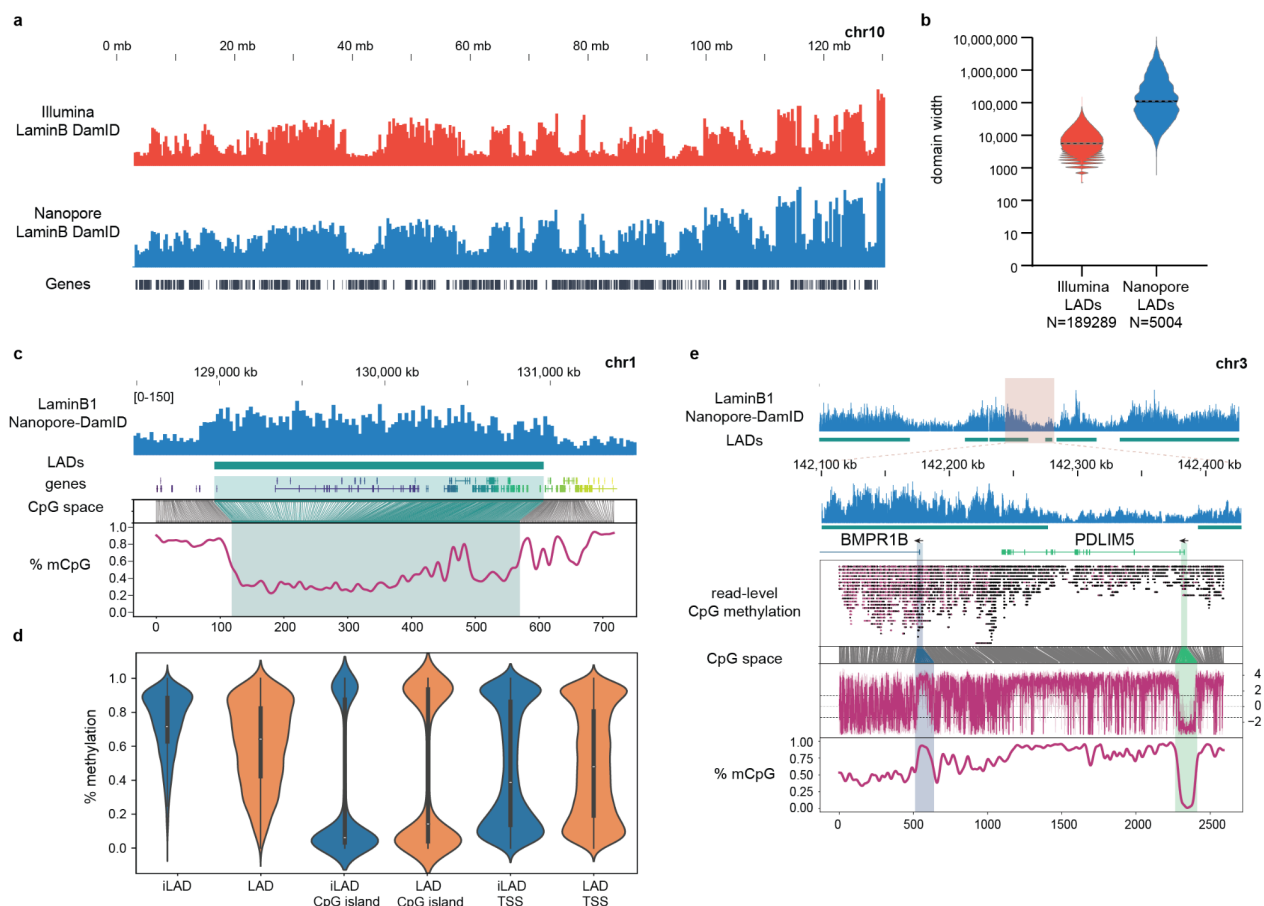 a
chr10
0 mb 20 mb 40 mb 60 mb 80 mb 100 mb 120 mb
Illumina
LaminB DamID
Nanopore
LaminB DamID
Genes
b
domain width
10,000,000
1,000,000
100,000
10,000
1000
100
10
0
Illumina
LADs
N=189289
Nanopore
LADs
N=5004
c
chr1
129,000 kb 130,000 kb 131,000 kb
[0-150]
LaminB1
Nanopore-DamID
LADs
genes
CpG space
% mCpG
1.0
0.8
0.6
0.4
0.2
0.0
0 100 200 300 400 500 600 700
d
% methylation
1.0
0.8
0.6
0.4
0.2
0.0
iLAD
LAD
iLAD
CpG island
LAD
CpG island
iLAD
TSS
LAD
TSS
e
chr3
LaminB1
Nanopore-DamID
LADs
142,100 kb 142,200 kb 142,300 kb 142,400 kb
BMPR1B PDLIM5
read-level
CpG methylation
CpG space
4
2
0
−2
% mCpG
1.00
0.75
0.50
0.25
0.00
0 500 1000 1500 2000 2500